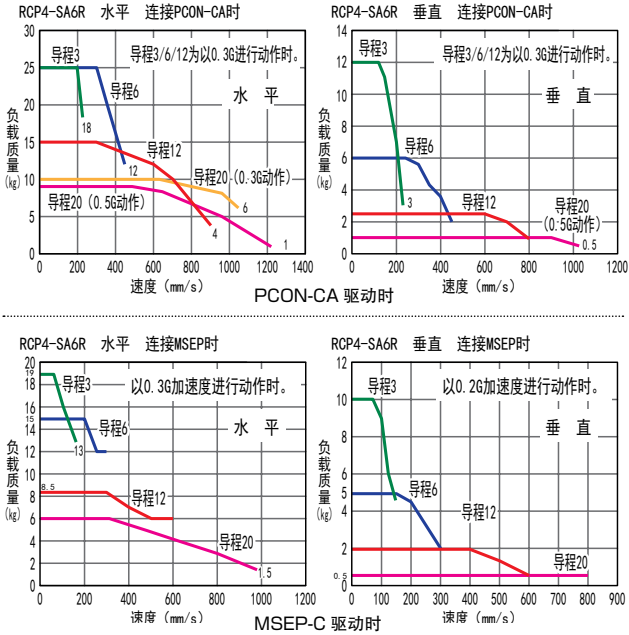 RCP4-SA6R 水平 连接PCON-CA时
30
25
20
15
10
5
0
负载质量(kg)
导程3/6/12为以0.3G进行动作时。
导程3
导程6
水 平
18
12
导程12
导程20（0.3G动作）
导程20（0.5G动作）
6
4
1
0 200 400 600 800 1000 1200 1400
速度（mm/s）
RCP4-SA6R 垂直 连接PCON-CA时
14
12
10
8
6
4
2
0
负载质量(kg)
导程3/6/12为以0.3G进行动作时。
导程3
垂 直
导程6
3
导程12
导程20
（0.5G动作）
0.5
0 200 400 600 800 1000 1200
速度（mm/s）
PCON-CA 驱动时
RCP4-SA6R 水平 连接MSEP时
20
19
18
16
15
14
12
10
8.5
8
6
4
2
0
负载质量(kg)
以0.3G加速度进行动作时。
导程3
导程6
水 平
13
导程12
导程20
1.5
0 200 400 600 800 1000 1200
速度（mm/s）
RCP4-SA6R 垂直 连接MSEP时
12
10
8
6
5
4
2
0.5
0
负载质量(kg)
以0.2G加速度进行动作时。
导程3
垂 直
导程6
导程12
导程20
0 100 200 300 400 500 600 700 800 900
速度（mm/s）
MSEP-C 驱动时